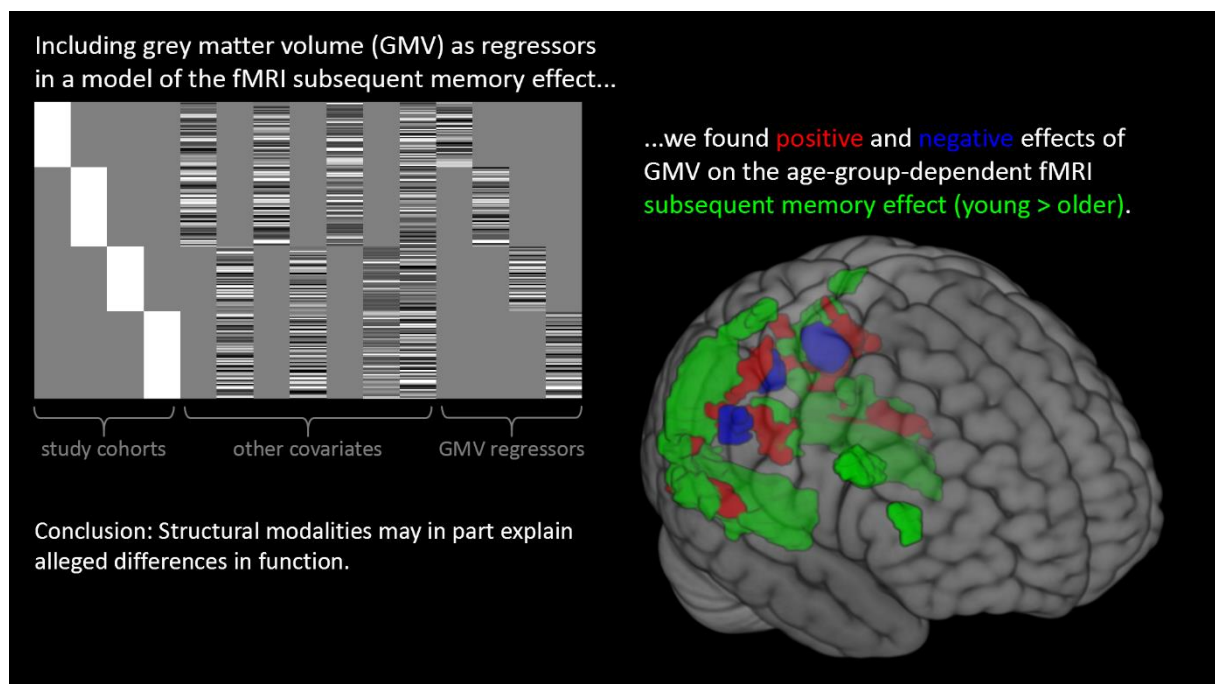 Including grey matter volume (GMV) as regressors
in a model of the fMRI subsequent memory effect...
...we found positive and negative effects of
GMV on the age-group-dependent fMRI
subsequent memory effect (young > older).
study cohorts
other covariates
GMV regressors
Conclusion: Structural modalities may in part explain
alleged differences in function.